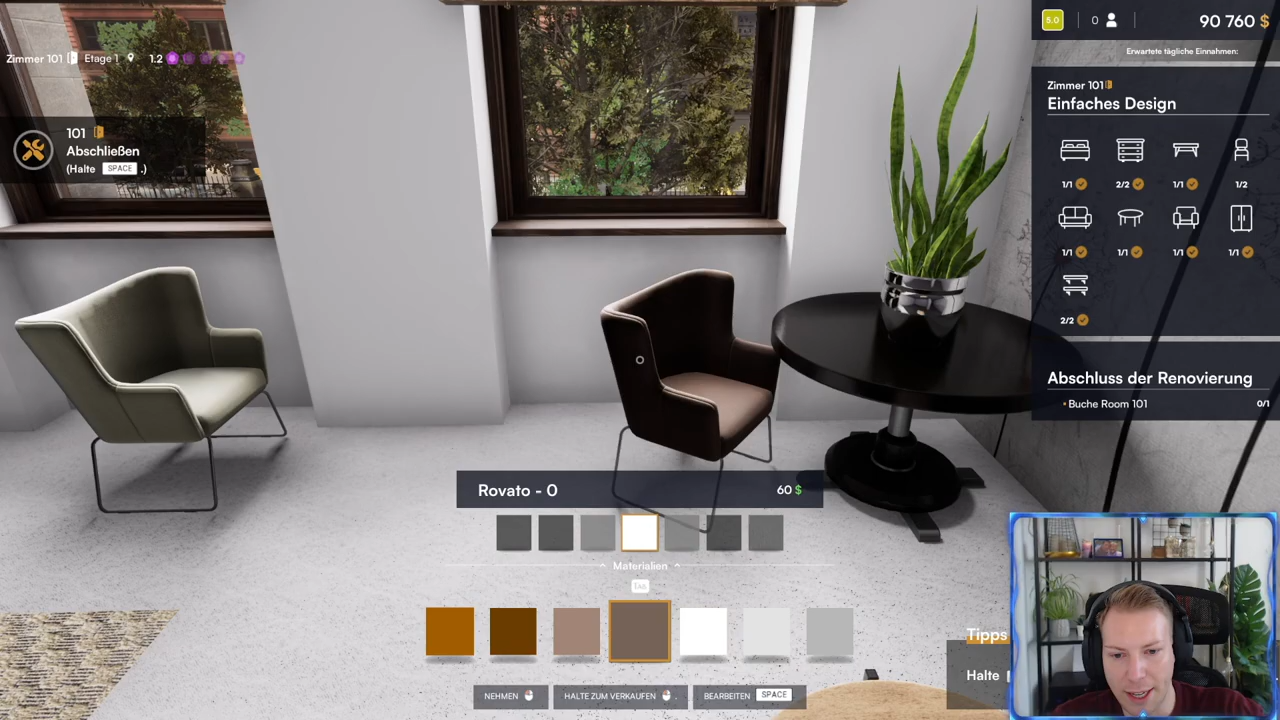 Zimmer 101 Etage 1 1.2
101
Abschließen
(Halte SPACE .)
5.0 0 90 760 $
Erwartete tägliche Einnahmen:
Zimmer 101
Einfaches Design
1/1 2/2 1/1 1/2
1/1 1/1 1/1 1/1
2/2
Abschluss der Renovierung
Buche Room 101 0/1
Rovato - 0 60 $
Materialien
TAB
NEHMEN HALTE ZUM VERKAUFEN . BEARBEITEN SPACE
Tipps
Halte